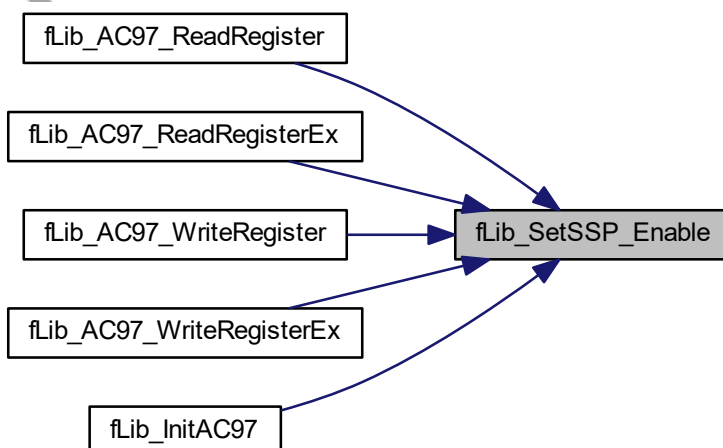 fLib_AC97_ReadRegister
fLib_AC97_ReadRegisterEx
fLib_AC97_WriteRegister
fLib_SetSSP_Enable
fLib_AC97_WriteRegisterEx
fLib_InitAC97